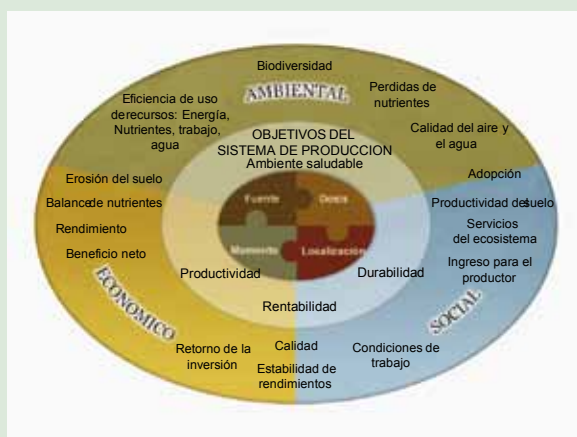 Biodiversidad
AMBIENTAL
Perdidas de
nutrientes
Eficiencia de uso
derecursos: Energía,
Nutrientes, trabajo,
agua
Calidad del aire y
el agua
OBJETIVOS DEL
SISTEMA DE PRODUCCION
Ambiente saludable
Erosión del suelo
Balancede nutrientes
Rendimiento
Beneficio neto
Adopción
Productividad delsuelo
Servicios
del ecosistema
Ingreso para el
productor
Fuente
Dosis
Momento
Localización
Productividad
Durabilidad
Rentabilidad
ECONOMICO
SOCIAL
Retorno de la
inversión
Calidad
Estabilidad de
rendimientos
Condiciones de
trabajo